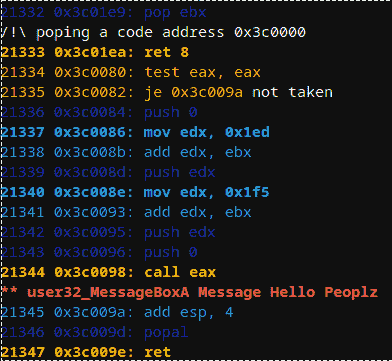 21332 0x3c01e9: pop ebx
/!\ poping a code address 0x3c0000
21333 0x3c01ea: ret 8
21334 0x3c0080: test eax, eax
21335 0x3c0082: je 0x3c009a not taken
21336 0x3c0084: push 0
21337 0x3c0086: mov edx, 0x1ed
21338 0x3c008b: add edx, ebx
21339 0x3c008d: push edx
21340 0x3c008e: mov edx, 0x1f5
21341 0x3c0093: add edx, ebx
21342 0x3c0095: push edx
21343 0x3c0096: push 0
21344 0x3c0098: call eax
** user32_MessageBoxA Message Hello Peoplz
21345 0x3c009a: add esp, 4
21346 0x3c009d: popal
21347 0x3c009e: ret